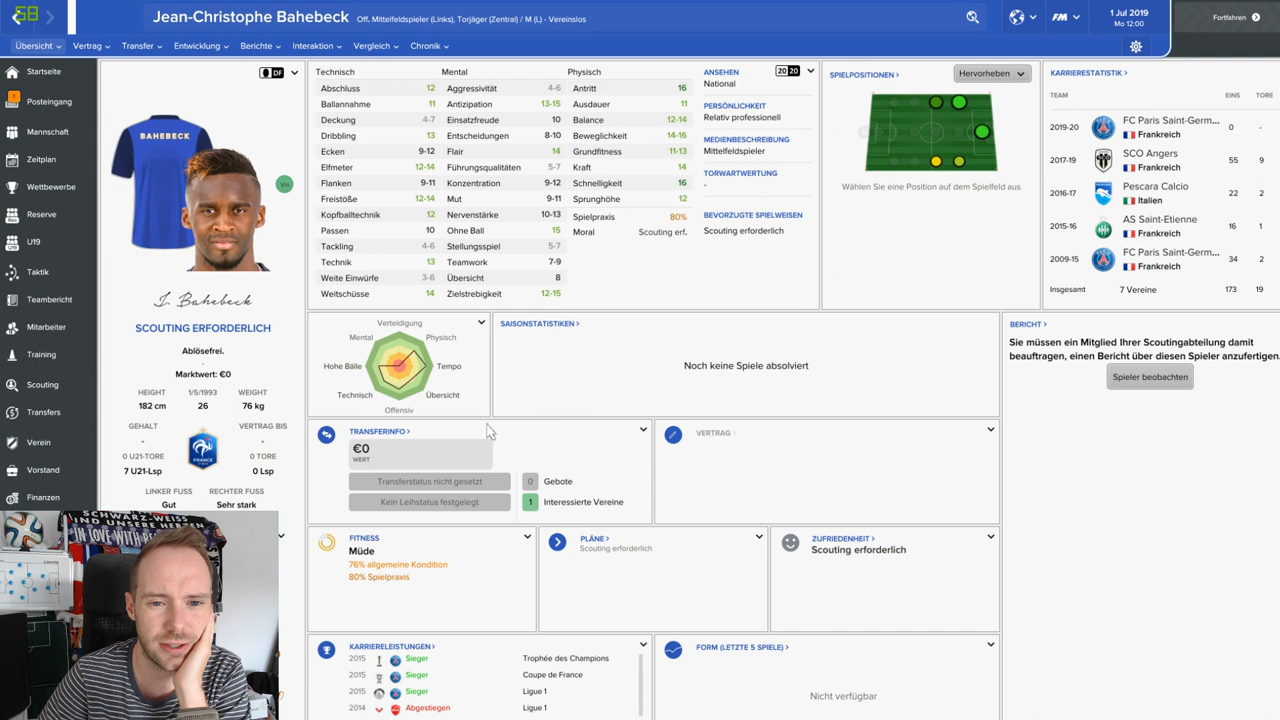 58
Jean-Christophe Bahebeck
Off. Mittelfeldspieler (Links), Torjäger (Zentral) / M (L) - Vereinslos
FM
1 Jul 2019
Mo 12:00
Fortfahren
Übersicht
Vertrag
Transfer
Entwicklung
Berichte
Interaktion
Vergleich
Chronik
Startseite
Posteingang
Mannschaft
Zeitplan
Wettbewerbe
Reserve
U19
Taktik
Teambericht
Mitarbeiter
Training
Scouting
Transfers
Verein
Vorstand
Finanzen
DF
BAHEBECK
Vin
J. Bahebeck
SCOUTING ERFORDERLICH
Ablösefrei.
-
Marktwert: €0
HEIGHT 1/5/1993 WEIGHT
182 cm 26 76 kg
GEHALT VERTRAG BIS
- -
0 U21-TORE 0 TORE
7 U21-Lsp 0 Lsp
FRANCE
LINKER FUSS RECHTER FUSS
Gut Sehr stark
Technisch
Abschluss 12
Ballannahme 11
Deckung 4-7
Dribbling 13
Ecken 9-12
Elfmeter 12-14
Flanken 9-11
Freistöße 12-14
Kopfballtechnik 12
Passen 10
Tackling 4-6
Technik 13
Weite Einwürfe 3-6
Weitschüsse 14
Mental
Aggressivität 4-6
Antizipation 13-15
Einsatzfreude 10
Entscheidungen 8-10
Flair 14
Führungsqualitäten 5-7
Konzentration 9-12
Mut 9-11
Nervenstärke 10-13
Ohne Ball 15
Stellungsspiel 5-7
Teamwork 7-9
Übersicht 8
Zielstrebigkeit 12-15
Physisch
Antritt 16
Ausdauer 11
Balance 12-14
Beweglichkeit 14-16
Grundfitness 11-13
Kraft 14
Schnelligkeit 16
Sprunghöhe 12
Spielpraxis 80%
Moral Scouting erf.
20 20
ANSEHEN
National
PERSÖNLICHKEIT
Relativ professionell
MEDIENBESCHREIBUNG
Mittelfeldspieler
TORWARTWERTUNG
-
BEVORZUGTE SPIELWEISEN
Scouting erforderlich
SPIELPOSITIONEN >
Hervorheben
Wählen Sie eine Position auf dem Spielfeld aus
KARRIERESTATISTIK >
TEAM EINS TORE
2019-20 FC Paris Saint-Germ... 0 -
Frankreich
2017-19 SCO Angers 55 9
Frankreich
2016-17 Pescara Calcio 22 2
Italien
2015-16 AS Saint-Etienne 16 1
Frankreich
2009-15 FC Paris Saint-Germ... 34 2
Frankreich
Insgesamt 7 Vereine 173 19
Verteidigung
Mental Physisch
Hohe Bälle Tempo
Technisch Übersicht
Offensiv
SAISONSTATISTIKEN >
Noch keine Spiele absolviert
BERICHT >
Sie müssen ein Mitglied Ihrer Scoutingabteilung damit
beauftragen, einen Bericht über diesen Spieler anzufertigen.
Spieler beobachten
TRANSFERINFO >
€0
WERT
Transferstatus nicht gesetzt
Kein Leihstatus festgelegt
0 Gebote
1 Interessierte Vereine
VERTRAG >
FITNESS
Müde
76% allgemeine Kondition
80% Spielpraxis
PLÄNE >
Scouting erforderlich
ZUFRIEDENHEIT >
Scouting erforderlich
KARRIERELEISTUNGEN >
2015 Sieger Trophée des Champions
2015 Sieger Coupe de France
2015 Sieger Ligue 1
2014 Abgestiegen Ligue 1
FORM (LETZTE 5 SPIELE) >
Nicht verfügbar
SCHWARZ-WEISS